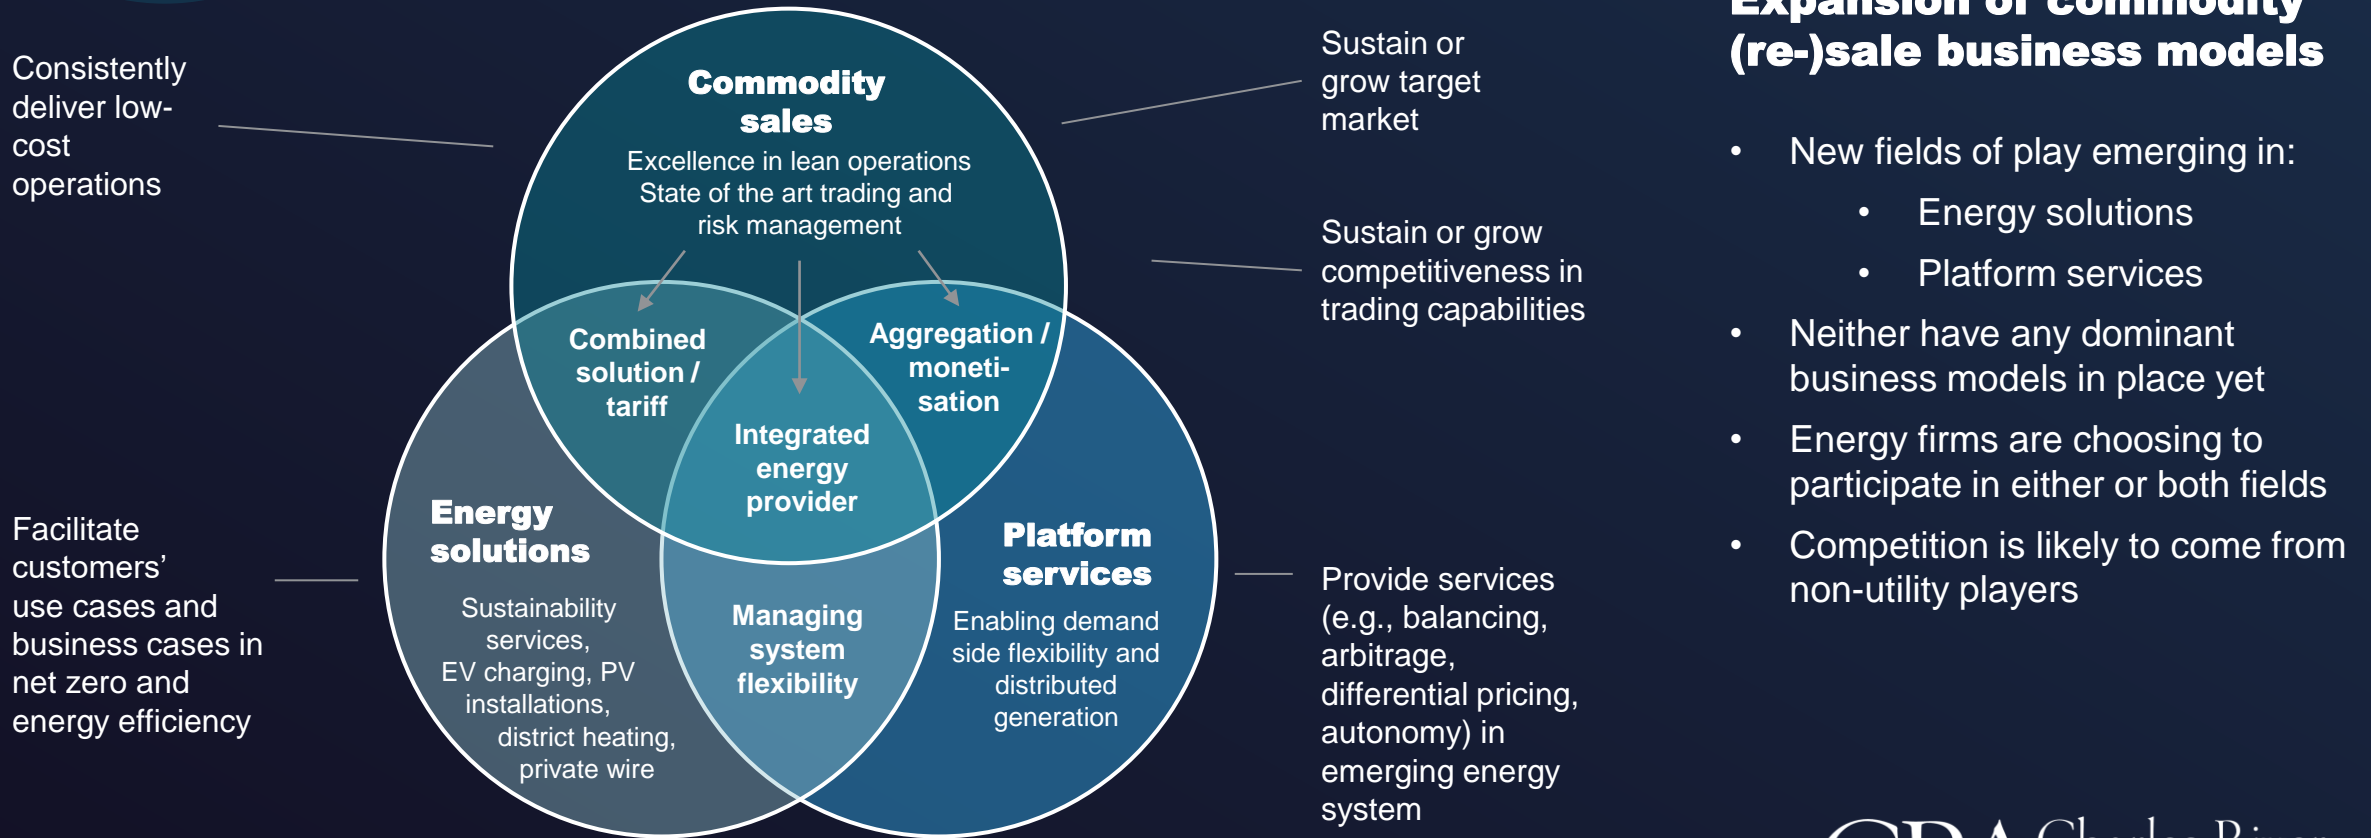 Consistently
deliver low-
cost
operations
Facilitate
customers’
use cases and
business cases in
net zero and
energy efficiency
Commodity
sales
Excellence in lean operations
State of the art trading and
risk management
Combined
solution /
tariff
Aggregation /
moneti-
sation
Integrated
energy
provider
Energy
solutions
Sustainability
services,
EV charging, PV
installations,
district heating,
private wire
Managing
system
flexibility
Platform
services
Enabling demand
side flexibility and
distributed
generation
Sustain or
grow target
market
Sustain or grow
competitiveness in
trading capabilities
Provide services
(e.g., balancing,
arbitrage,
differential pricing,
autonomy) in
emerging energy
system
Expansion of commodity
(re-)sale business models
• New fields of play emerging in:
• Energy solutions
• Platform services
• Neither have any dominant
business models in place yet
• Energy firms are choosing to
participate in either or both fields
• Competition is likely to come from
non-utility players
CRA Charles River